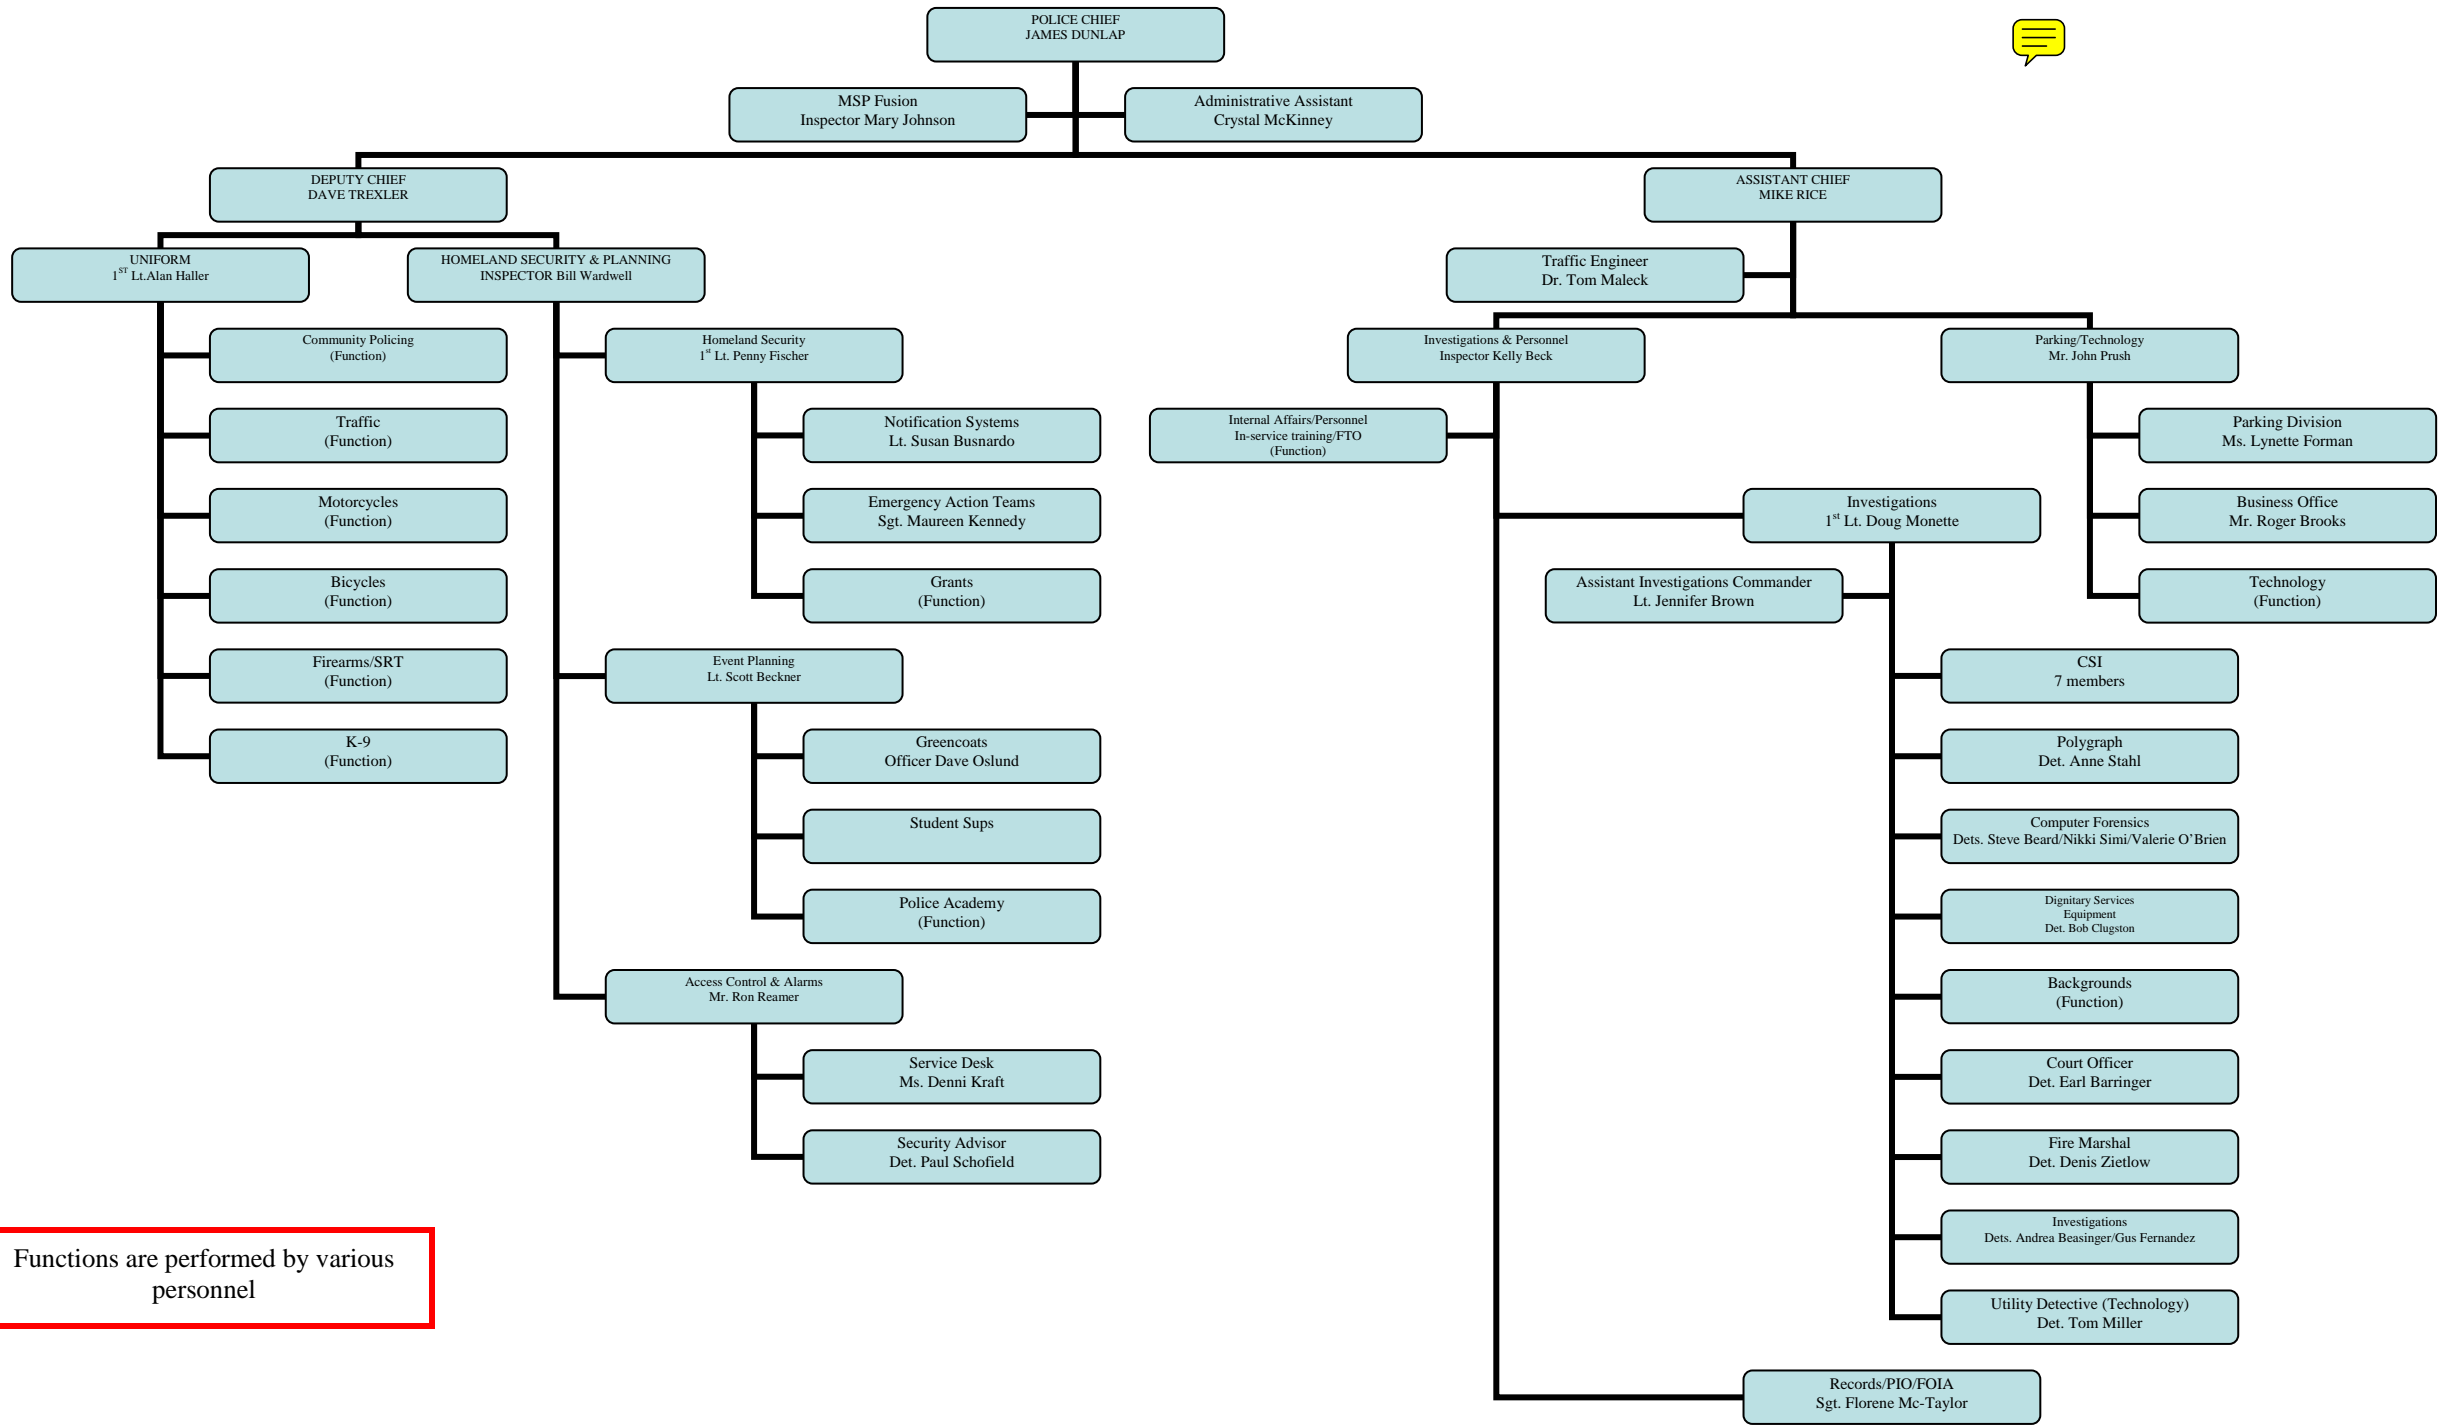 POLICE CHIEF
JAMES DUNLAP
MSP Fusion
Inspector Mary Johnson
Administrative Assistant
Crystal McKinney
DEPUTY CHIEF
DAVE TREXLER
ASSISTANT CHIEF
MIKE RICE
UNIFORM
1ST Lt.Alan Haller
HOMELAND SECURITY & PLANNING
INSPECTOR Bill Wardwell
Traffic Engineer
Dr. Tom Maleck
Community Policing
(Function)
Traffic
(Function)
Motorcycles
(Function)
Bicycles
(Function)
Firearms/SRT
(Function)
K-9
(Function)
Homeland Security
1st Lt. Penny Fischer
Notification Systems
Lt. Susan Busnardo
Emergency Action Teams
Sgt. Maureen Kennedy
Grants
(Function)
Event Planning
Lt. Scott Beckner
Greencoats
Officer Dave Oslund
Student Sups
Police Academy
(Function)
Access Control & Alarms
Mr. Ron Reamer
Service Desk
Ms. Denni Kraft
Security Advisor
Det. Paul Schofield
Investigations & Personnel
Inspector Kelly Beck
Internal Affairs/Personnel
In-service training/FTO
(Function)
Investigations
1st Lt. Doug Monette
Assistant Investigations Commander
Lt. Jennifer Brown
CSI
7 members
Polygraph
Det. Anne Stahl
Computer Forensics
Dets. Steve Beard/Nikki Simi/Valerie O’Brien
Dignitary Services
Equipment
Det. Bob Clugston
Backgrounds
(Function)
Court Officer
Det. Earl Barringer
Fire Marshal
Det. Denis Zietlow
Investigations
Dets. Andrea Beasinger/Gus Fernandez
Utility Detective (Technology)
Det. Tom Miller
Records/PIO/FOIA
Sgt. Florene Mc-Taylor
Parking/Technology
Mr. John Prush
Parking Division
Ms. Lynette Forman
Business Office
Mr. Roger Brooks
Technology
(Function)
Functions are performed by various
personnel